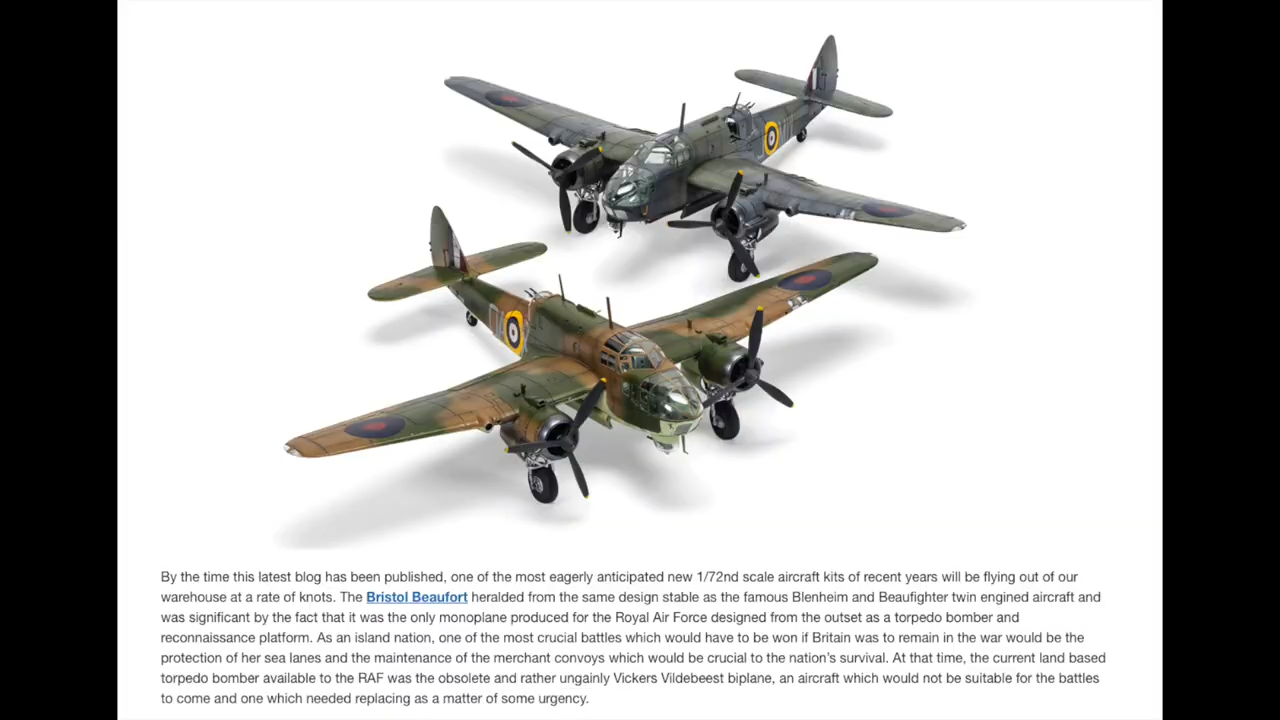 By the time this latest blog has been published, one of the most eagerly anticipated new 1/72nd scale aircraft kits of recent years will be flying out of our
warehouse at a rate of knots. The Bristol Beaufort heralded from the same design stable as the famous Blenheim and Beaufighter twin engined aircraft and
was significant by the fact that it was the only monoplane produced for the Royal Air Force designed from the outset as a torpedo bomber and
reconnaissance platform. As an island nation, one of the most crucial battles which would have to be won if Britain was to remain in the war would be the
protection of her sea lanes and the maintenance of the merchant convoys which would be crucial to the nation's survival. At that time, the current land based
torpedo bomber available to the RAF was the obsolete and rather ungainly Vickers Vildebeest biplane, an aircraft which would not be suitable for the battles
to come and one which needed replacing as a matter of some urgency.